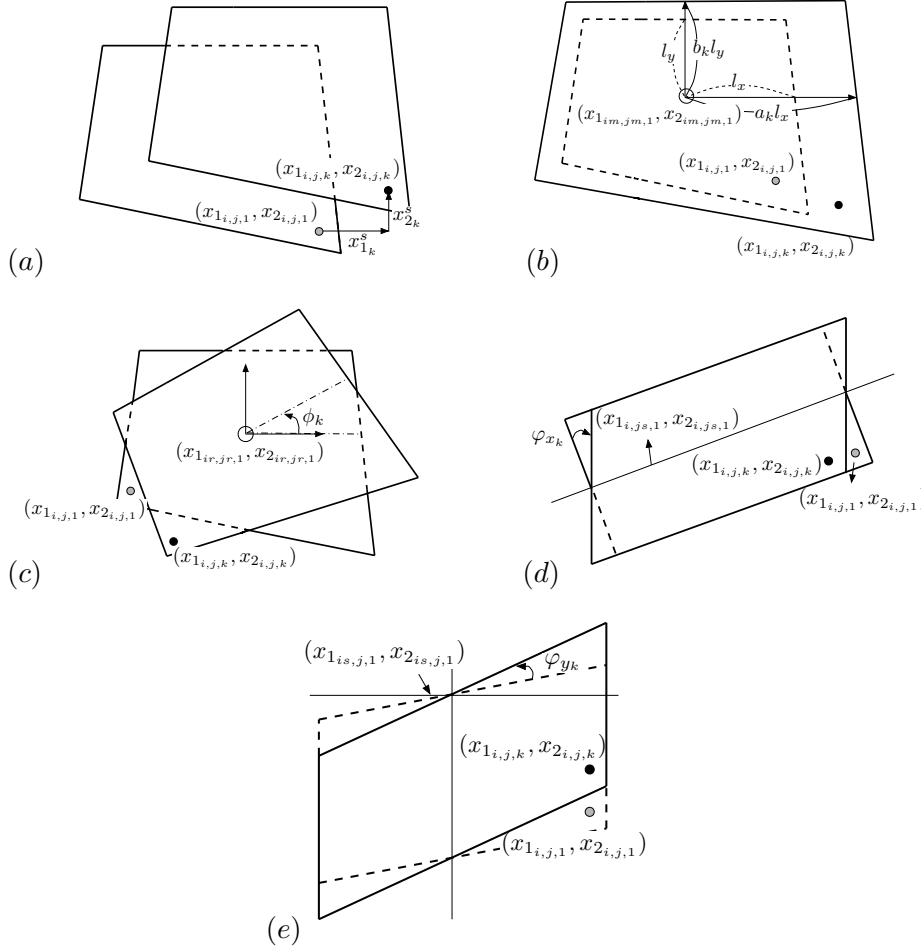 (x_{1_{i,j,k}}, x_{2_{i,j,k}})
(x_{1_{i,j,1}}, x_{2_{i,j,1}})
x^s_{2_k}
x^s_{1_k}
(a)
l_y b_k l_y
l_x
(x_{1_{im,jm,1}}, x_{2_{im,jm,1}}) a_k l_x
(x_{1_{i,j,1}}, x_{2_{i,j,1}})
(x_{1_{i,j,k}}, x_{2_{i,j,k}})
(b)
ϕ_k
(x_{1_{ir,jr,1}}, x_{2_{ir,jr,1}})
(x_{1_{i,j,1}}, x_{2_{i,j,1}})
(x_{1_{i,j,k}}, x_{2_{i,j,k}})
(c)
φ_{x_k}
(x_{1_{i,js,1}}, x_{2_{i,js,1}})
(x_{1_{i,j,k}}, x_{2_{i,j,k}})
(x_{1_{i,j,1}}, x_{2_{i,j,1}})
(d)
(x_{1_{is,j,1}}, x_{2_{is,j,1}})
φ_{y_k}
(x_{1_{i,j,k}}, x_{2_{i,j,k}})
(x_{1_{i,j,1}}, x_{2_{i,j,1}})
(e)